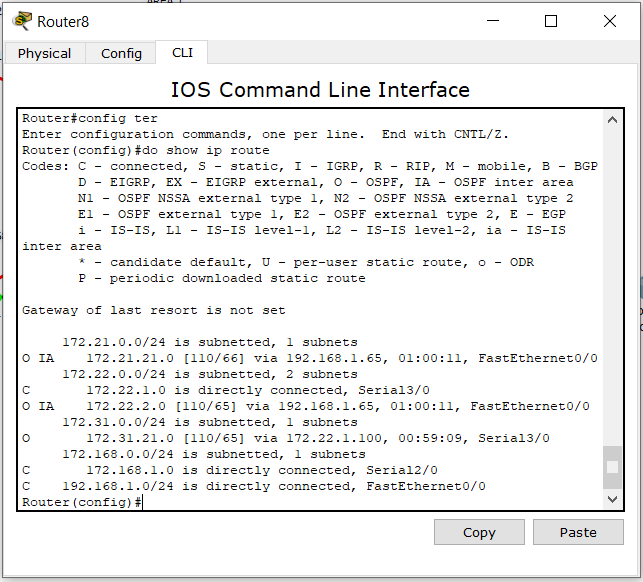 AREA 1
Router8
Physical
Config
CLI
IOS Command Line Interface
Router#config ter
Enter configuration commands, one per line.  End with CNTL/Z.
Router(config)#do show ip route
Codes: C - connected, S - static, I - IGRP, R - RIP, M - mobile, B - BGP
       D - EIGRP, EX - EIGRP external, O - OSPF, IA - OSPF inter area
       N1 - OSPF NSSA external type 1, N2 - OSPF NSSA external type 2
       E1 - OSPF external type 1, E2 - OSPF external type 2, E - EGP
       i - IS-IS, L1 - IS-IS level-1, L2 - IS-IS level-2, ia - IS-IS
inter area
       * - candidate default, U - per-user static route, o - ODR
       P - periodic downloaded static route
Gateway of last resort is not set
     172.21.0.0/24 is subnetted, 1 subnets
O IA    172.21.21.0 [110/66] via 192.168.1.65, 01:00:11, FastEthernet0/0
     172.22.0.0/24 is subnetted, 2 subnets
C       172.22.1.0 is directly connected, Serial3/0
O IA    172.22.2.0 [110/65] via 192.168.1.65, 01:00:11, FastEthernet0/0
     172.31.0.0/24 is subnetted, 1 subnets
O       172.31.21.0 [110/65] via 172.22.1.100, 00:59:09, Serial3/0
     172.168.0.0/24 is subnetted, 1 subnets
C       172.168.1.0 is directly connected, Serial2/0
C    192.168.1.0/24 is directly connected, FastEthernet0/0
Router(config)#
Copy
Paste